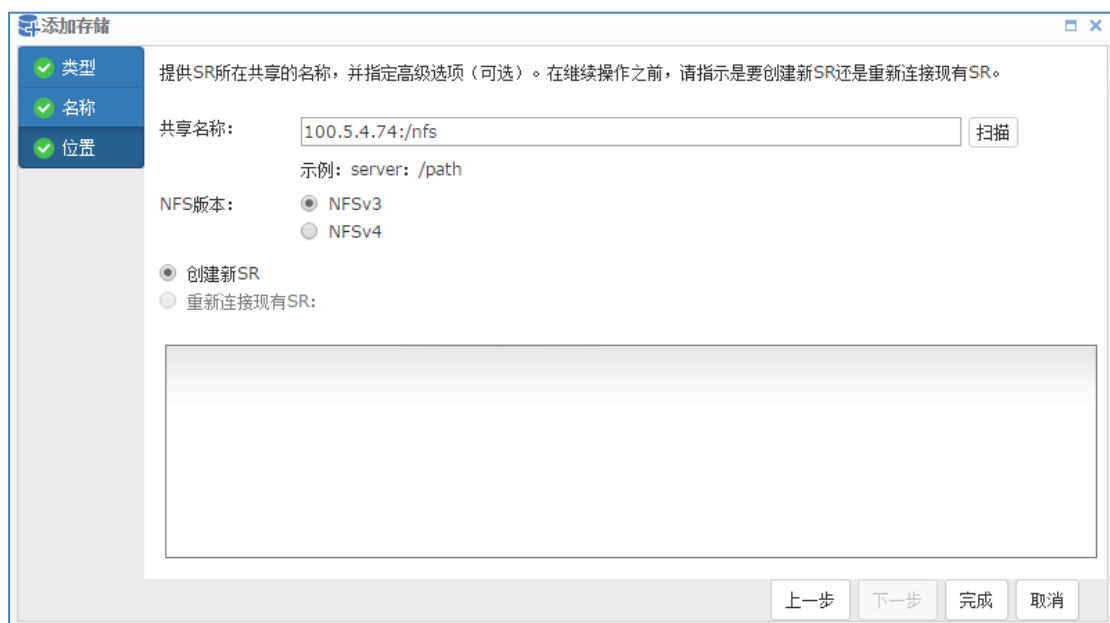 添加存储
类型
名称
位置
提供SR所在共享的名称，并指定高级选项（可选）。在继续操作之前，请指示是要创建新SR还是重新连接现有SR。
共享名称： 100.5.4.74:/nfs 扫描
示例：server：/path
NFS版本： NFSv3
NFSv4
创建新SR
重新连接现有SR：
上一步 下一步 完成 取消